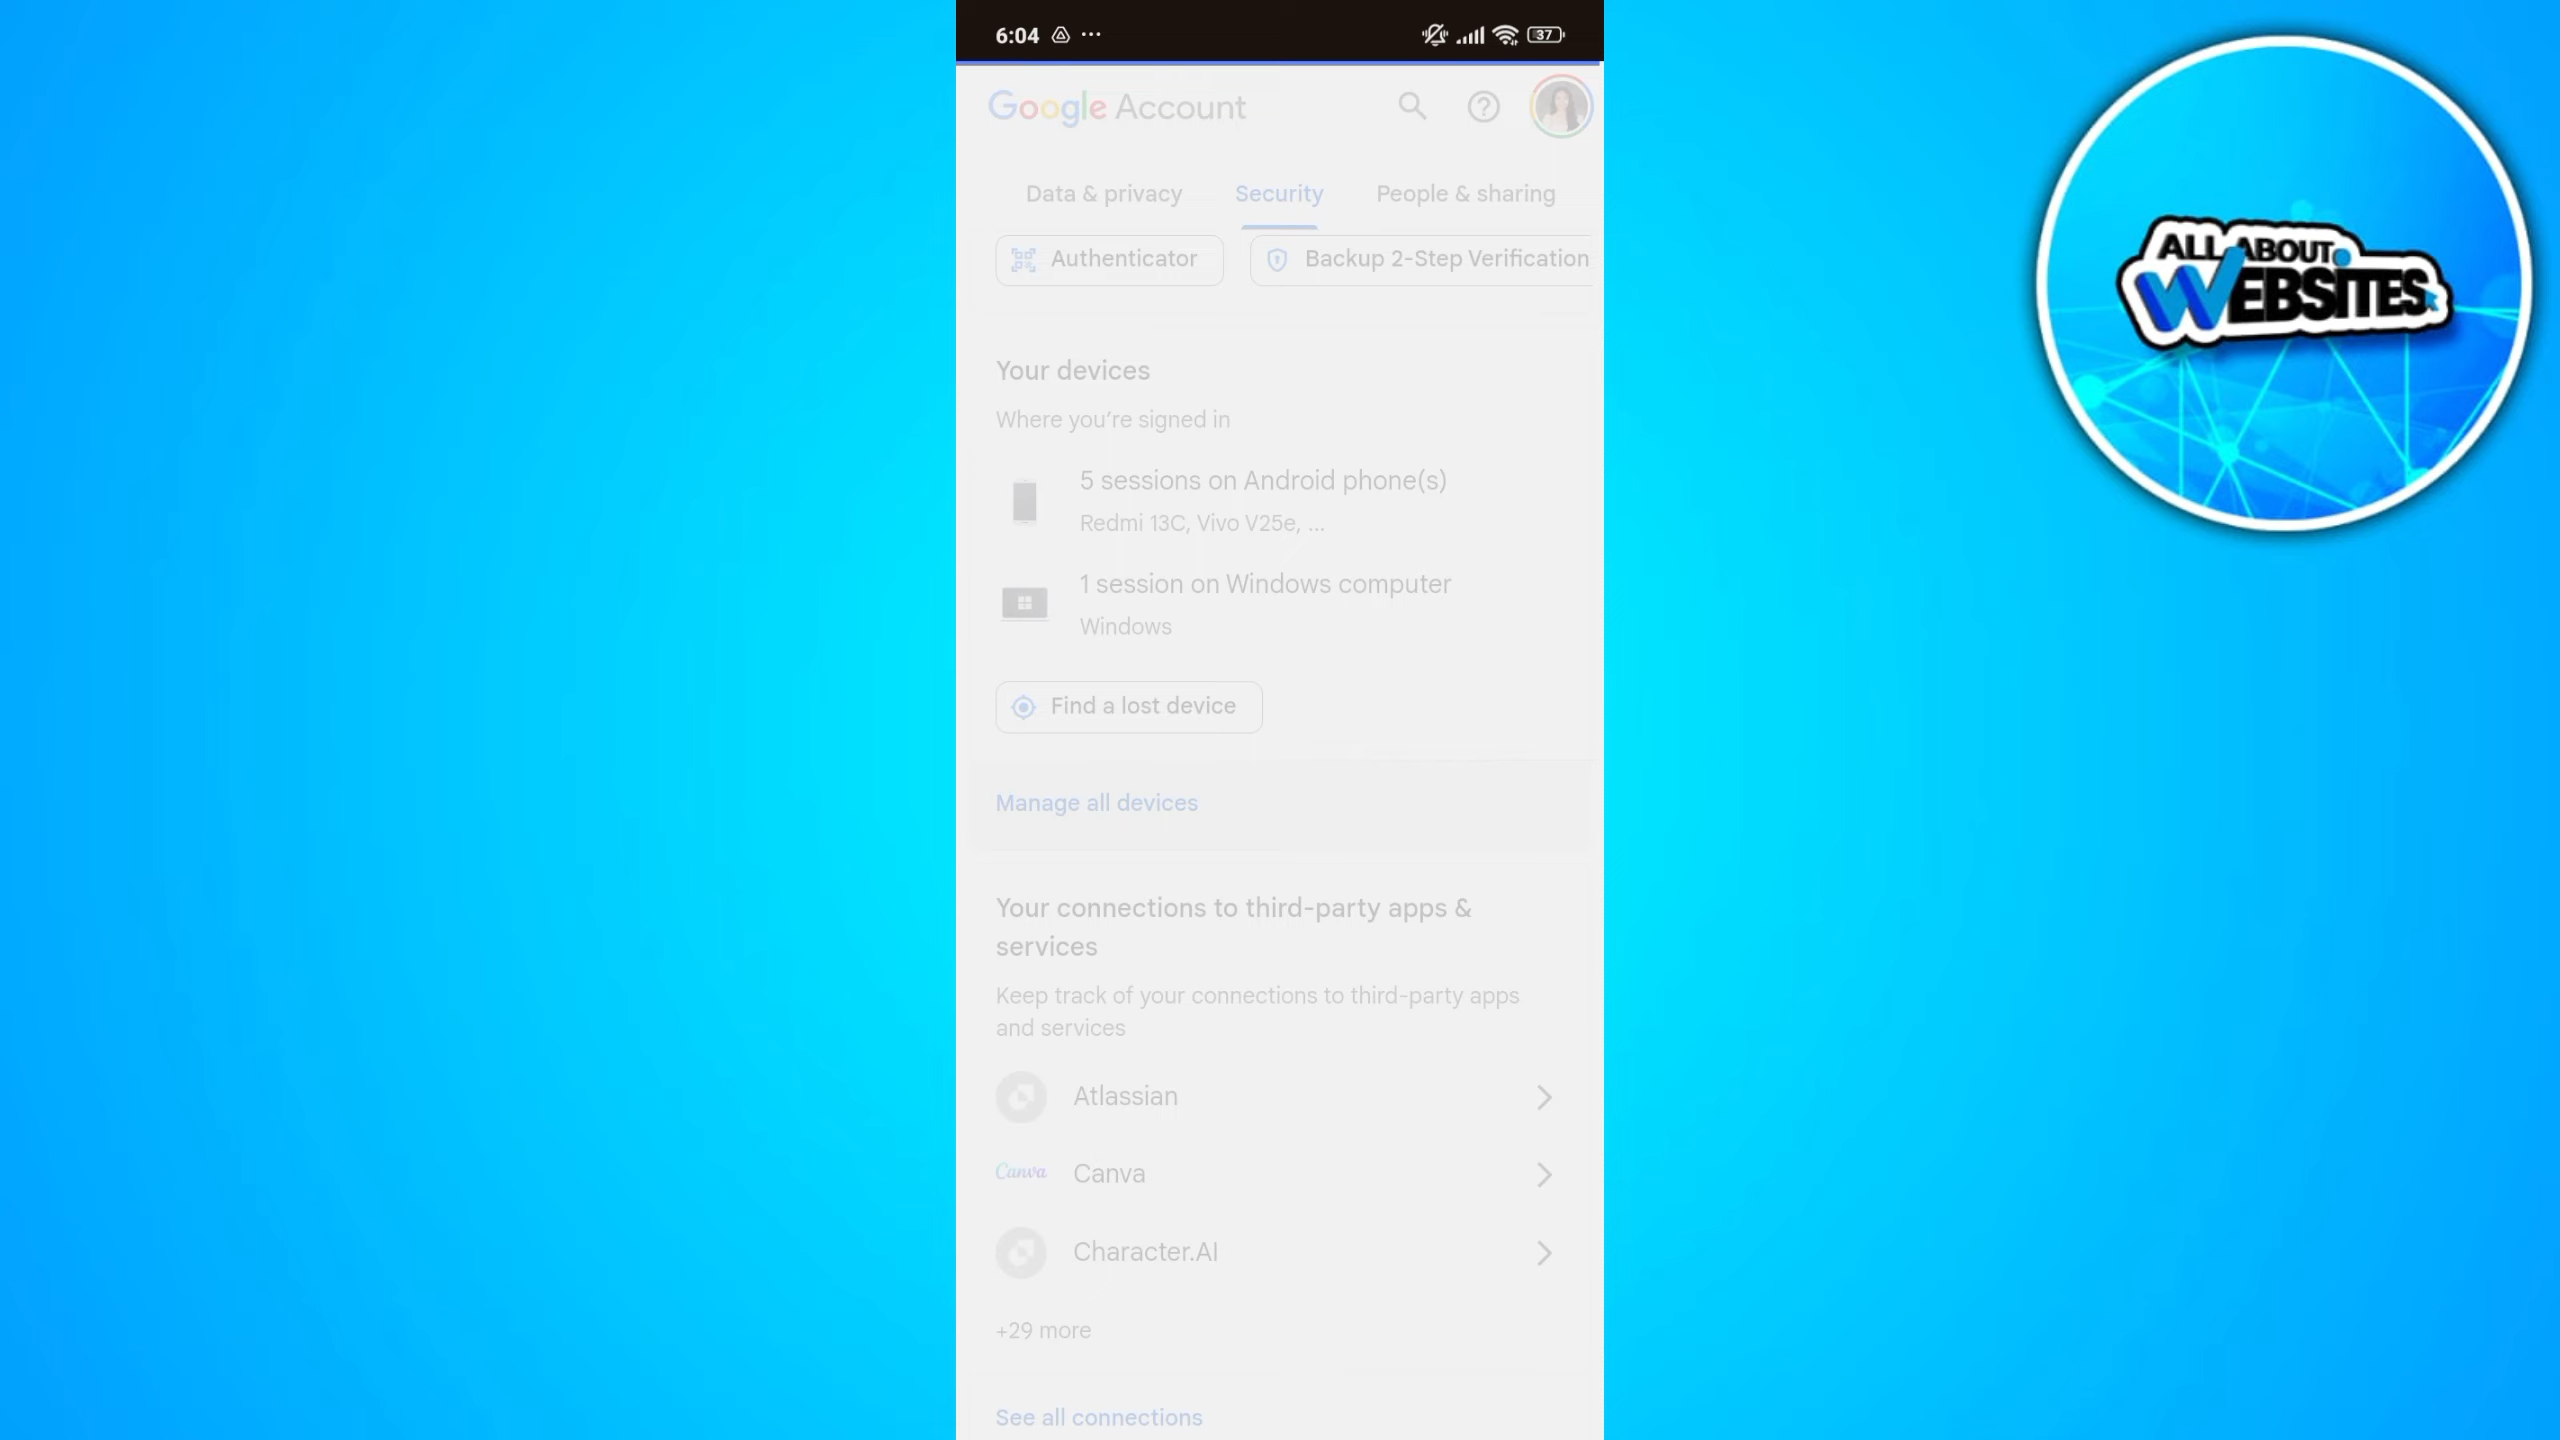 6:04
37
Google Account
Data & privacy Security People & sharing
Authenticator Backup 2-Step Verification
Your devices
Where you're signed in
5 sessions on Android phone(s)
Redmi 13C, Vivo V25e, ...
1 session on Windows computer
Windows
Find a lost device
Manage all devices
Your connections to third-party apps &
services
Keep track of your connections to third-party apps
and services
Atlassian
Canva Canva
Character.AI
+29 more
See all connections
ALL ABOUT
WEBSITES